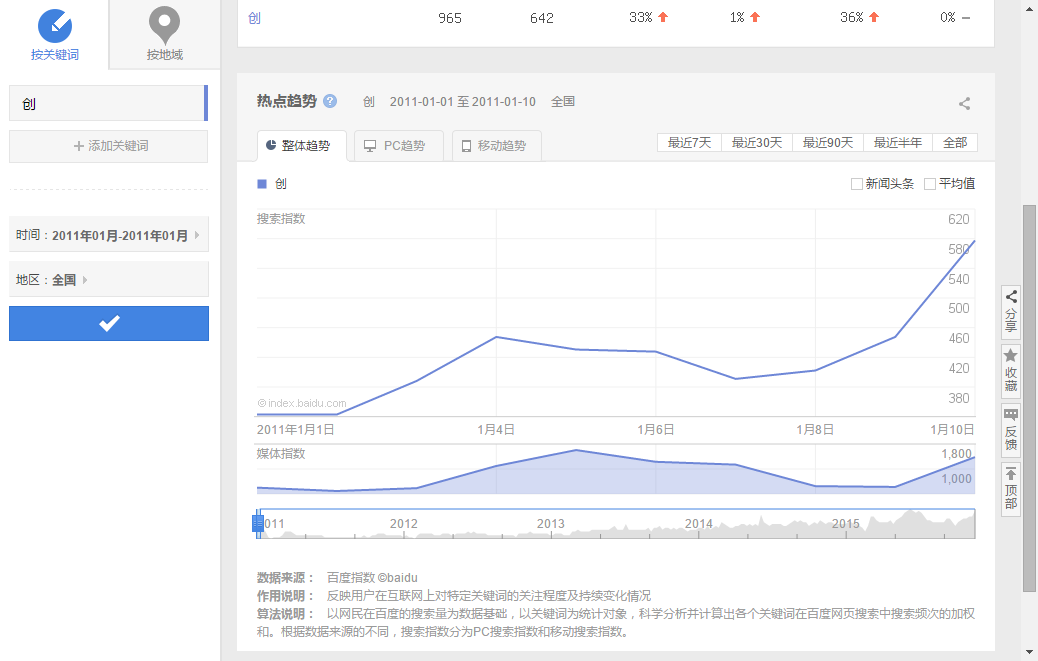 按关键词
按地域
创
+ 添加关键词
时间：2011年01月-2011年01月
地区：全国
创 965 642 33% 1% 36% 0%
热点趋势 ? 创 2011-01-01 至 2011-01-10 全国
整体趋势 PC趋势 移动趋势
最近7天 最近30天 最近90天 最近半年 全部
创
新闻头条 平均值
搜索指数
620
580
540
500
460
420
380
©index.baidu.com
2011年1月1日 1月4日 1月6日 1月8日 1月10日
媒体指数
1,800
1,000
2011 2012 2013 2014 2015
数据来源： 百度指数 ©baidu
作用说明： 反映用户在互联网上对特定关键词的关注程度及持续变化情况
算法说明： 以网民在百度的搜索量为数据基础，以关键词为统计对象，科学分析并计算出各个关键词在百度网页搜索中搜索频次的加权
和。根据数据来源的不同，搜索指数分为PC搜索指数和移动搜索指数。
分享
收藏
反馈
顶部